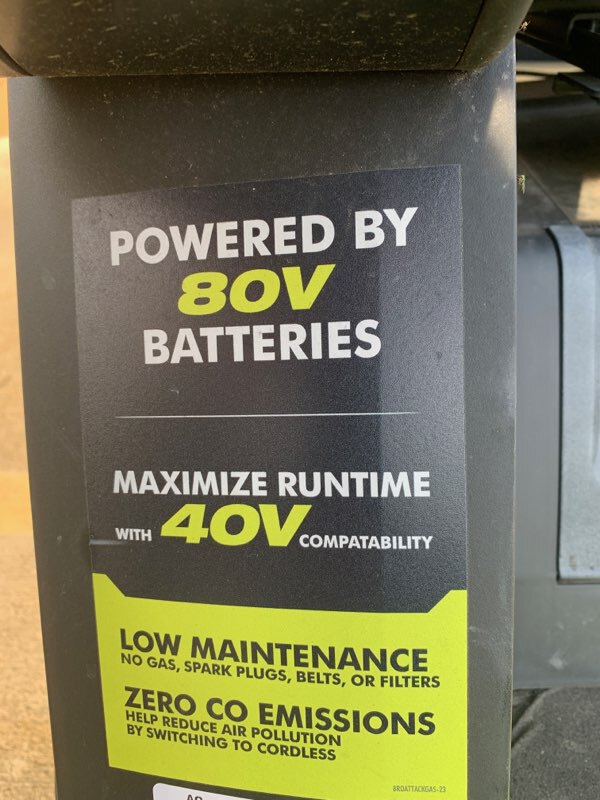 POWERED BY
80V
BATTERIES
MAXIMIZE RUNTIME
WITH 40V COMPATABILITY
LOW MAINTENANCE
NO GAS, SPARK PLUGS, BELTS, OR FILTERS
ZERO CO EMISSIONS
HELP REDUCE AIR POLLUTION
BY SWITCHING TO CORDLESS